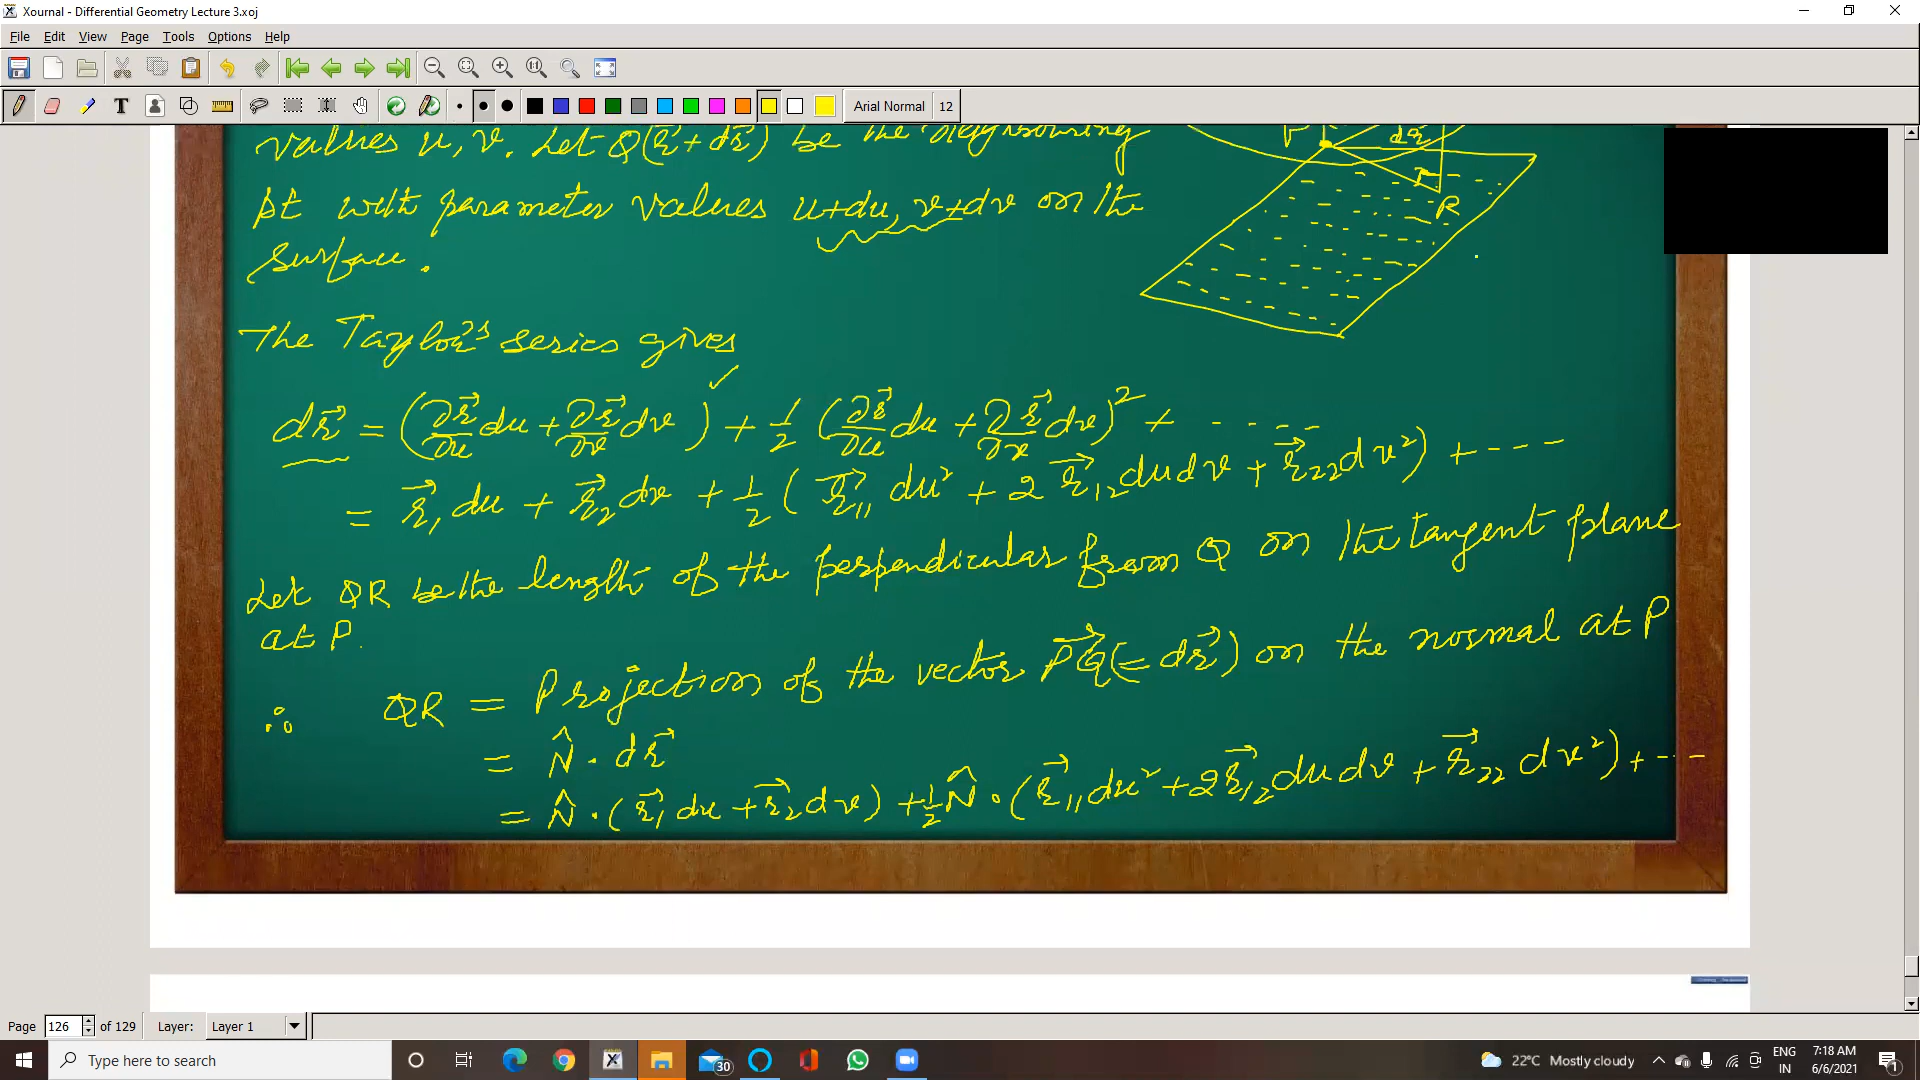 Xournal - Differential Geometry Lecture 3.xoj
File Edit View Page Tools Options Help
Arial Normal 12
values u, v. Let Q(r⃗+dr⃗) be the neighbouring
pt with parameter values u+du, v+dv on the
surface.
P dr⃗
R
The Taylor's series gives
dr⃗ = (∂r⃗/∂u du + ∂r⃗/∂v dv) + 1/2 (∂r⃗/∂u du + ∂r⃗/∂v dv)² + - - - -
= r⃗₁ du + r⃗₂ dv + 1/2 ( r⃗₁₁ du² + 2 r⃗₁₂ du dv + r⃗₂₂ dv² ) + - - -
Let QR be the length of the perpendicular from Q on the tangent plane
at P.
∴ QR = Projection of the vector P⃗Q (= dr⃗) on the normal at P
= N̂ . dr⃗
= N̂ . (r⃗₁ du + r⃗₂ dv) + 1/2 N̂ . (r⃗₁₁ du² + 2 r⃗₁₂ du dv + r⃗₂₂ dv²) + - - -
Page 126 of 129 Layer: Layer 1
Type here to search
30
22°C Mostly cloudy
ENG
IN
7:18 AM
6/6/2021
1